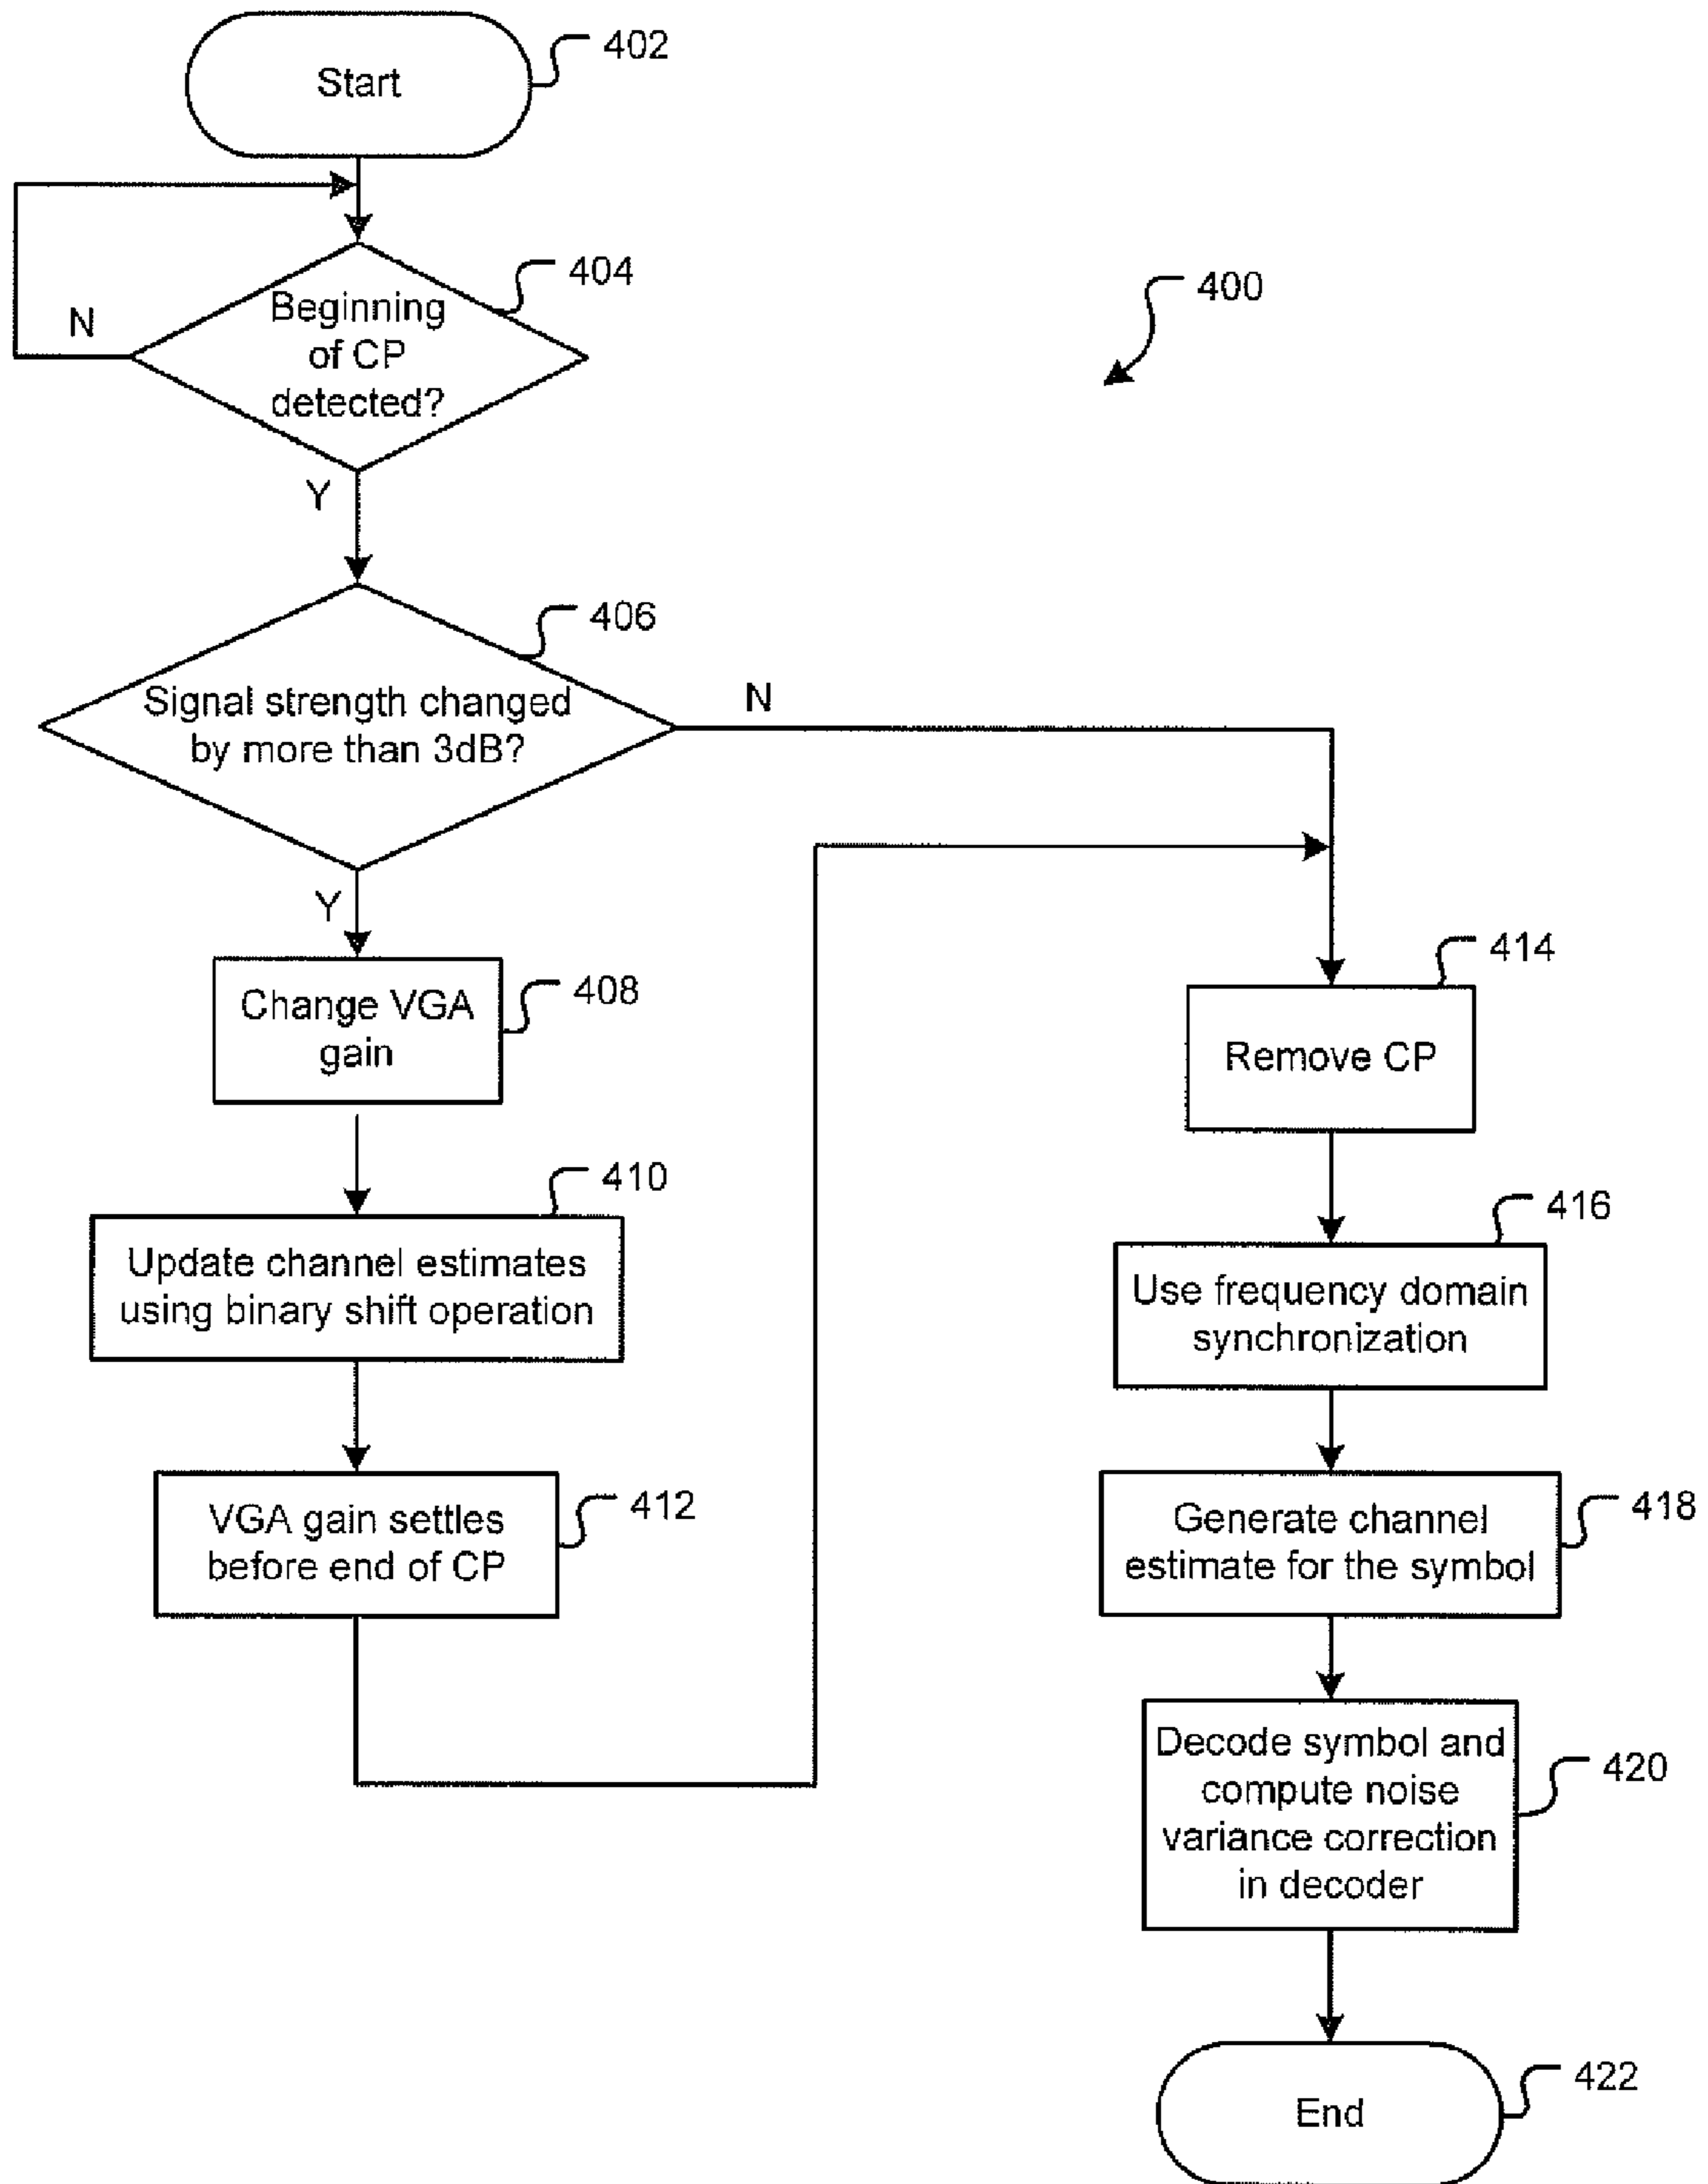 Start
402
404
Beginning
of CP
detected?
N
Y
400
406
Signal strength changed
by more than 3dB?
N
Y
Change VGA
gain
408
410
Update channel estimates
using binary shift operation
VGA gain settles
before end of CP
412
414
Remove CP
416
Use frequency domain
synchronization
Generate channel
estimate for the symbol
418
Decode symbol and
compute noise
variance correction
in decoder
420
End
422